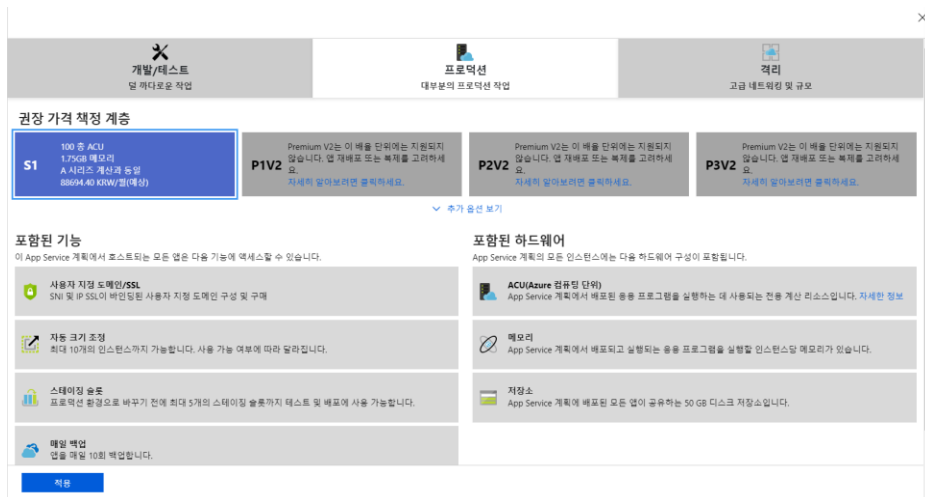 개발/테스트
덜 까다로운 작업
프로덕션
대부분의 프로덕션 작업
격리
고급 네트워킹 및 규모
권장 가격 책정 계층
S1
100 총 ACU
1.75GB 메모리
A 시리즈 계산과 동일
88694.40 KRW/월(예상)
P1V2
Premium V2는 이 배율 단위에는 지원되지
않습니다. 앱 재배포 또는 복제를 고려하세
요.
자세히 알아보려면 클릭하세요.
P2V2
Premium V2는 이 배율 단위에는 지원되지
않습니다. 앱 재배포 또는 복제를 고려하세
요.
자세히 알아보려면 클릭하세요.
P3V2
Premium V2는 이 배율 단위에는 지원되지
않습니다. 앱 재배포 또는 복제를 고려하세
요.
자세히 알아보려면 클릭하세요.
추가 옵션 보기
포함된 기능
이 App Service 계획에서 호스트되는 모든 앱은 다음 기능에 액세스할 수 있습니다.
사용자 지정 도메인/SSL
SNI 및 IP SSL이 바인딩된 사용자 지정 도메인 구성 및 구매
자동 크기 조정
최대 10개의 인스턴스까지 가능합니다. 사용 가능 여부에 따라 달라집니다.
스테이징 슬롯
프로덕션 환경으로 바꾸기 전에 최대 5개의 스테이징 슬롯까지 테스트 및 배포에 사용 가능합니다.
매일 백업
앱을 매일 10회 백업합니다.
포함된 하드웨어
App Service 계획의 모든 인스턴스에는 다음 하드웨어 구성이 포함됩니다.
ACU(Azure 컴퓨팅 단위)
App Service 계획에서 배포된 응용 프로그램을 실행하는 데 사용되는 전용 계산 리소스입니다. 자세한 정보
메모리
App Service 계획에서 배포되고 실행되는 응용 프로그램을 실행할 인스턴스당 메모리가 있습니다.
저장소
App Service 계획에 배포된 모든 앱이 공유하는 50 GB 디스크 저장소입니다.
적용